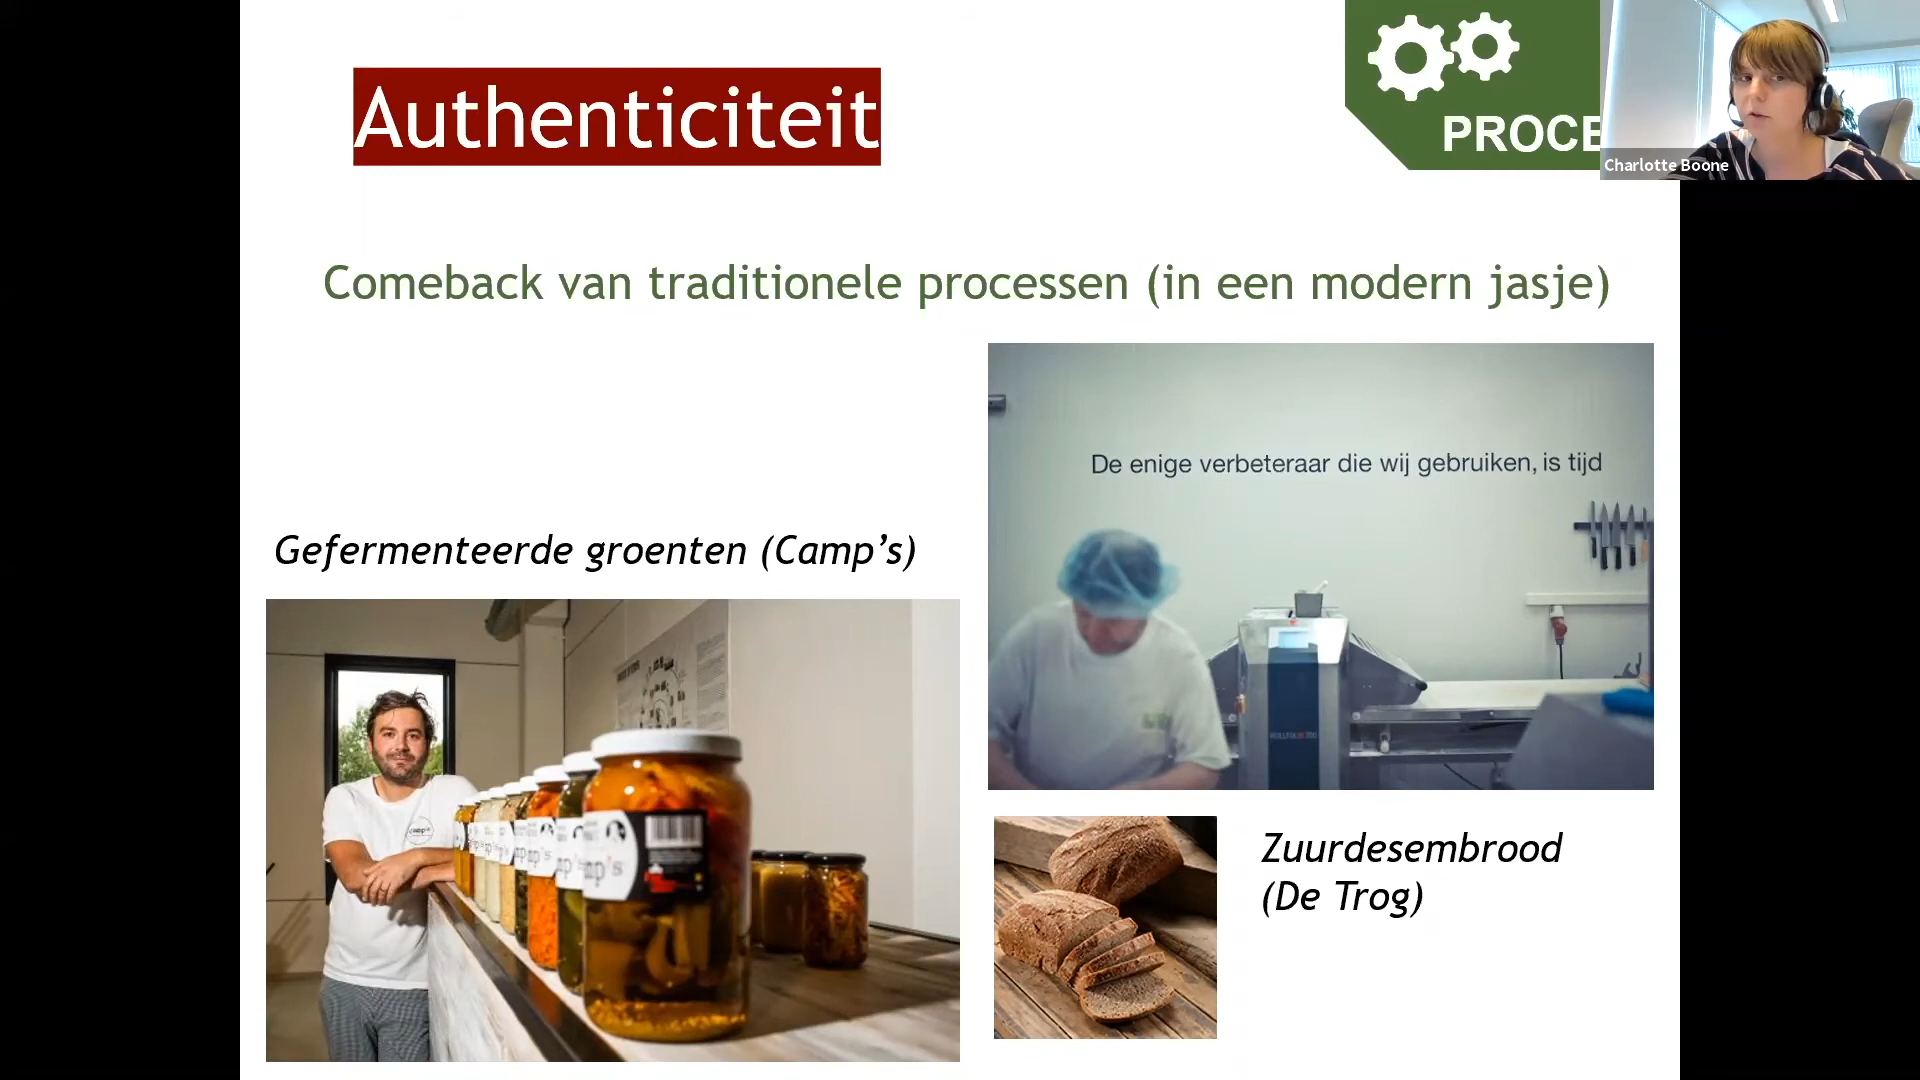 Authenticiteit
PROCE
Charlotte Boone
Comeback van traditionele processen (in een modern jasje)
De enige verbeteraar die wij gebruiken, is tijd
Gefermenteerde groenten (Camp's)
Zuurdesembrood
(De Trog)